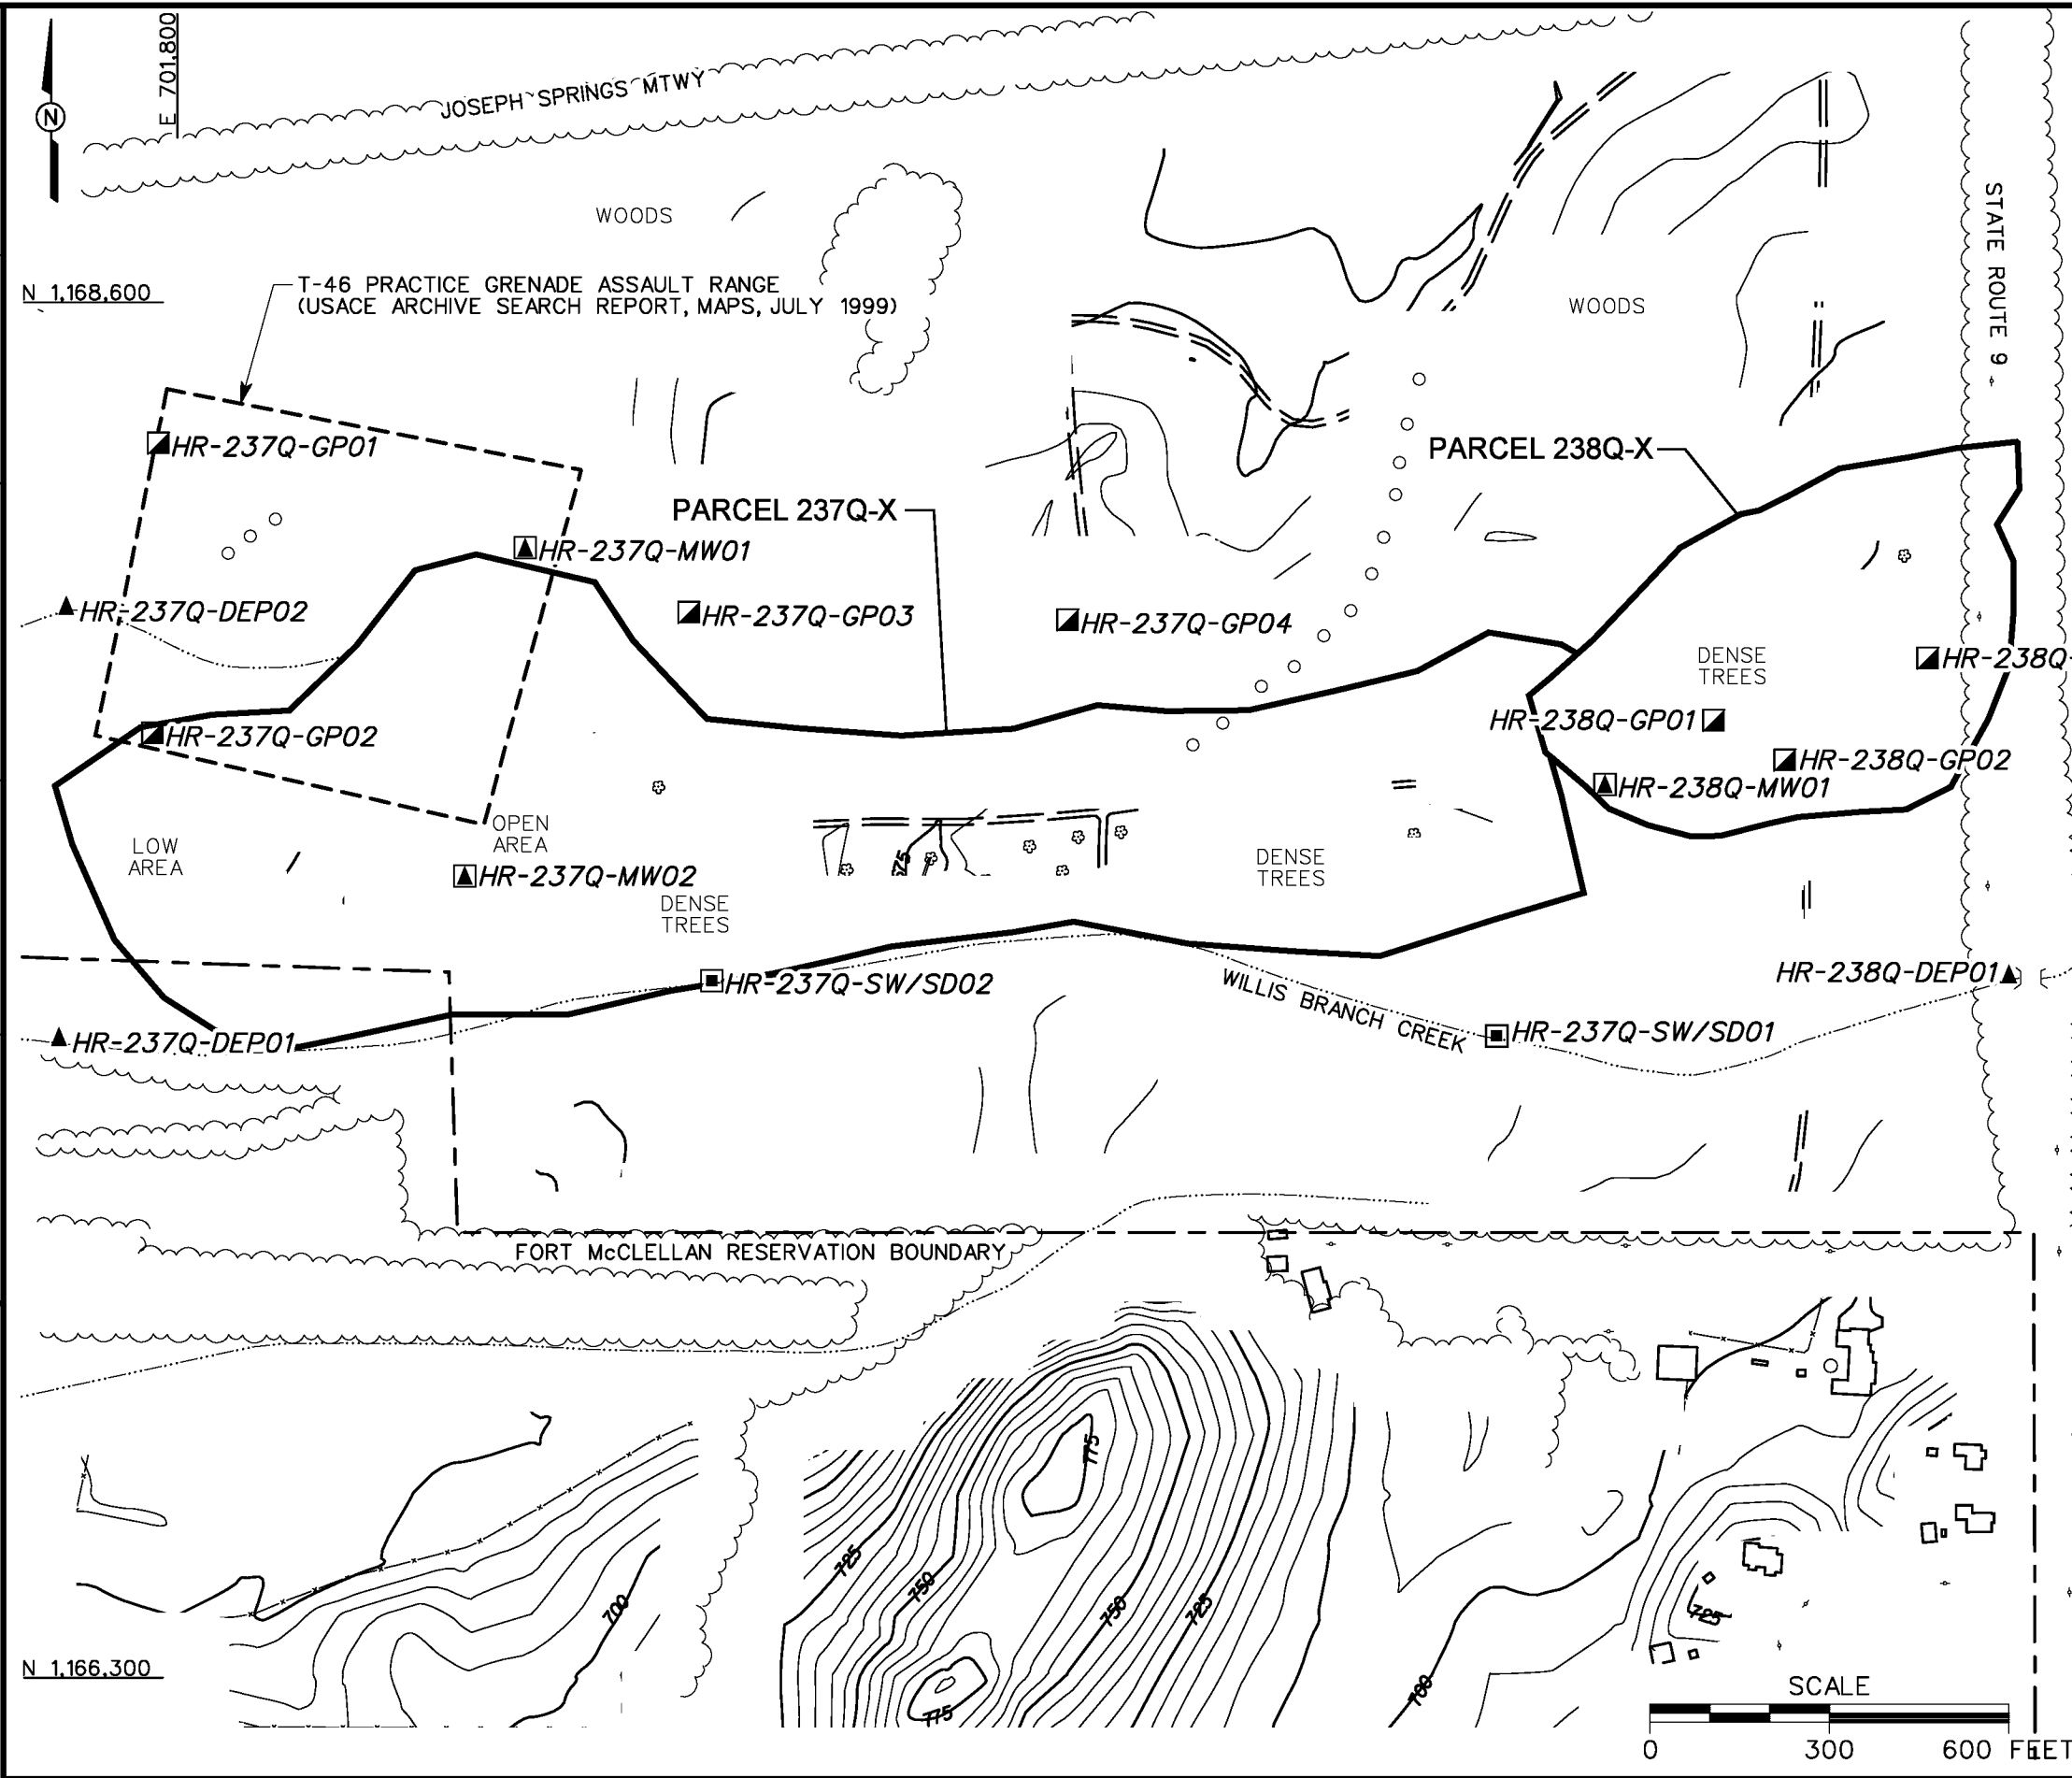 E 701,800
JOSEPH SPRINGS MTWY
N
WOODS
STATE ROUTE 9
N 1,168,600
T-46 PRACTICE GRENADE ASSAULT RANGE
(USACE ARCHIVE SEARCH REPORT, MAPS, JULY 1999)
WOODS
HR-237Q-GP01
PARCEL 238Q-X
PARCEL 237Q-X
HR-237Q-MW01
HR-237Q-DEP02
HR-237Q-GP03
HR-237Q-GP04
DENSE
TREES
HR-238Q-
HR-238Q-GP01
HR-237Q-GP02
HR-238Q-GP02
HR-238Q-MW01
OPEN
AREA
LOW
AREA
75
DENSE
TREES
HR-237Q-MW02
DENSE
TREES
HR-237Q-SW/SD02
WILLIS BRANCH CREEK
HR-238Q-DEP01
HR-237Q-DEP01
HR-237Q-SW/SD01
FORT McCLELLAN RESERVATION BOUNDARY
775
725
750
700
750
725
725
N 1,166,300
775
700
SCALE
0 300 600 FEET